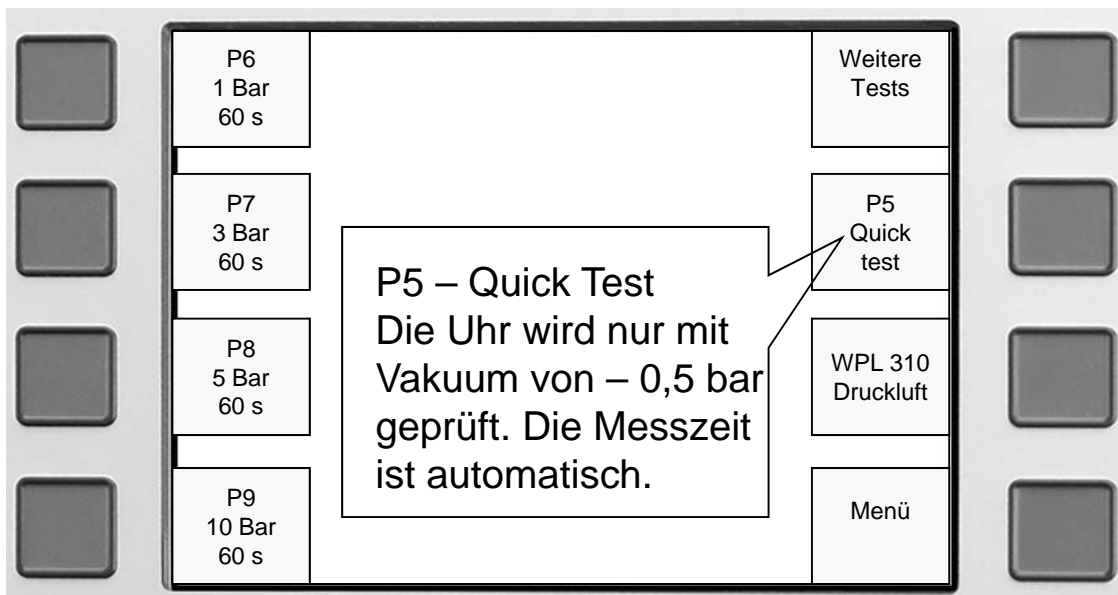 P6
1 Bar
60 s
P7
3 Bar
60 s
P8
5 Bar
60 s
P9
10 Bar
60 s
P5 – Quick Test
Die Uhr wird nur mit
Vakuum von – 0,5 bar
geprüft. Die Messzeit
ist automatisch.
Weitere
Tests
P5
Quick
test
WPL 310
Druckluft
Menü